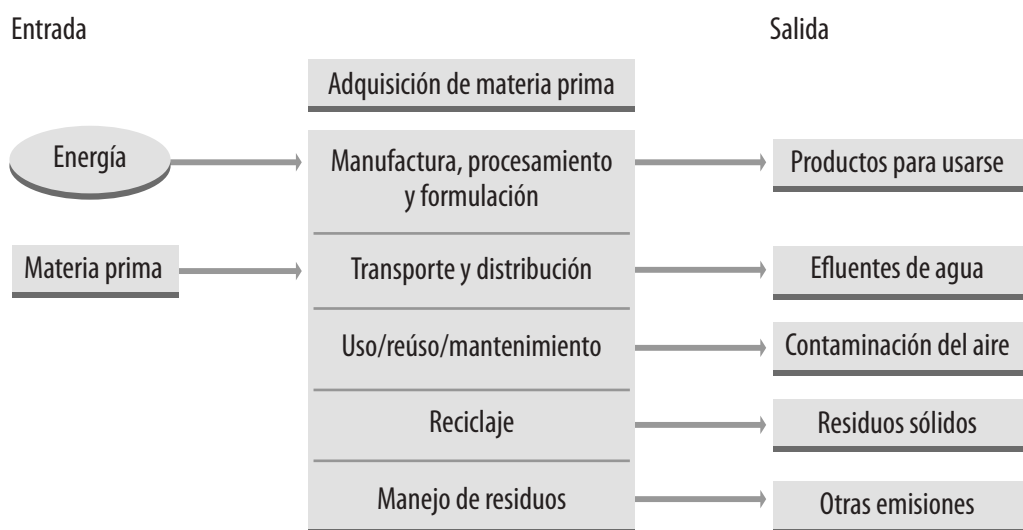 Entrada
Salida
Adquisición de materia prima
Energía
Manufactura, procesamiento
y formulación
Productos para usarse
Materia prima
Transporte y distribución
Efluentes de agua
Uso/reúso/mantenimiento
Contaminación del aire
Reciclaje
Residuos sólidos
Manejo de residuos
Otras emisiones